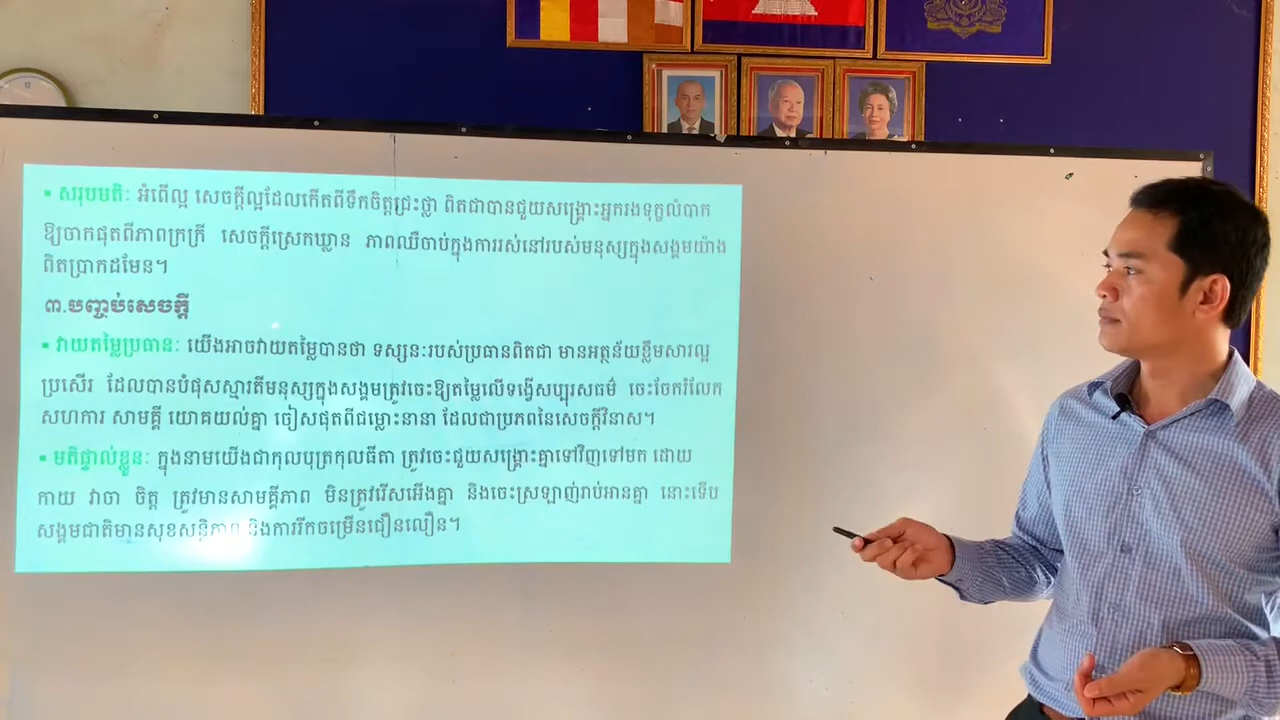 ▪ សរុបមតិៈ អំពើល្អ សេចក្ដីល្អដែលកើតពីទឹកចិត្តជ្រះថ្លា ពិតជាបានជួយសង្គ្រោះអ្នករងទុក្ខលំបាក
ឱ្យចាកផុតពីភាពក្រក្រី សេចក្ដីស្រេកឃ្លាន ភាពឈឺចាប់ក្នុងការរស់នៅរបស់មនុស្សក្នុងសង្គមយ៉ាង
ពិតប្រាកដមែន។
៣.បញ្ចប់សេចក្ដី
▪ វាយតម្លៃប្រធានៈ យើងអាចវាយតម្លៃបានថា ទស្សនៈរបស់ប្រធានពិតជា មានអត្ថន័យខ្លឹមសារល្អ
ប្រសើរ ដែលបានបំផុសស្មារតីមនុស្សក្នុងសង្គមត្រូវចេះឱ្យតម្លៃលើទង្វើសប្បុរសធម៌ ចេះចែករំលែក
សហការ សាមគ្គី យោគយល់គ្នា ចៀសផុតពីជម្លោះនានា ដែលជាប្រភពនៃសេចក្ដីវិនាស។
▪ មតិផ្ទាល់ខ្លួនៈ ក្នុងនាមយើងជាកុលបុត្រកុលធីតា ត្រូវចេះជួយសង្គ្រោះគ្នាទៅវិញទៅមក ដោយ
កាយ វាចា ចិត្ត ត្រូវមានសាមគ្គីភាព មិនត្រូវរើសអើងគ្នា និងចេះស្រឡាញ់រាប់អានគ្នា នោះទើប
សង្គមជាតិមានសុខសន្តិភាព និងការរីកចម្រើនជឿនលឿន។